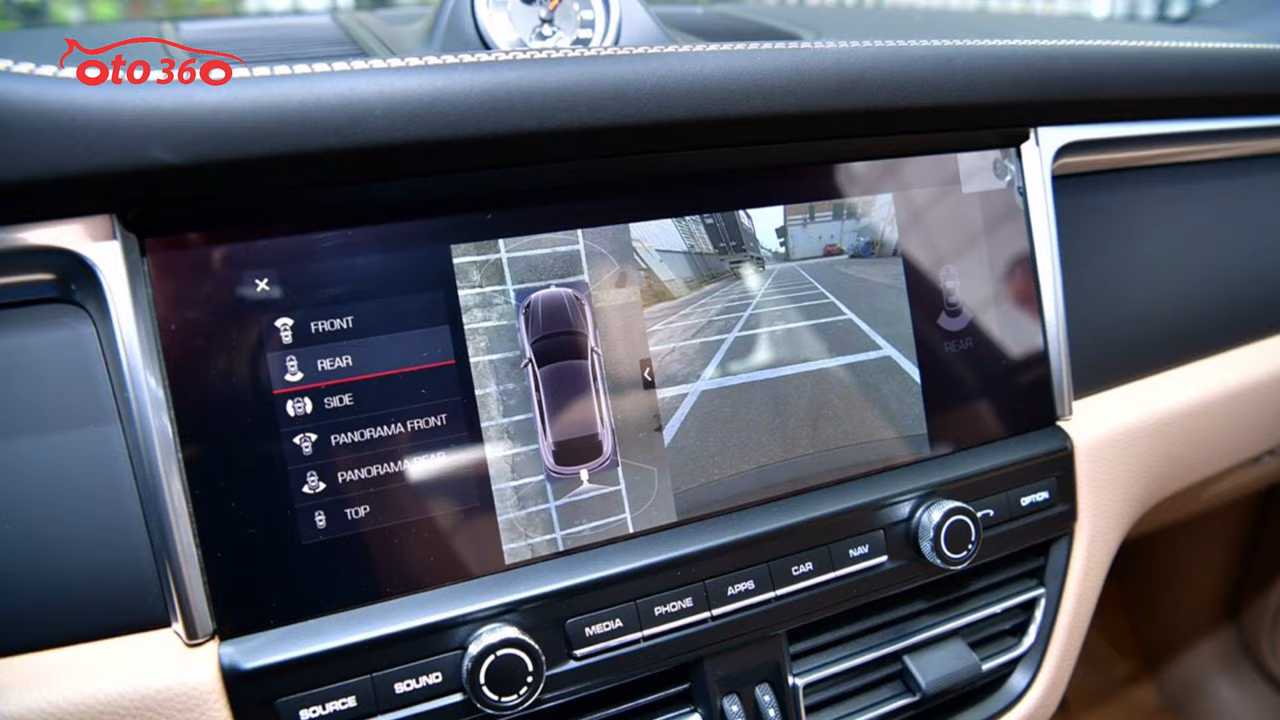 oto360
FRONT
REAR
SIDE
PANORAMA FRONT
PANORAMA REAR
TOP
REAR
OPTION
NAV
CAR
APPS
PHONE
MEDIA
SOUND
SOURCE